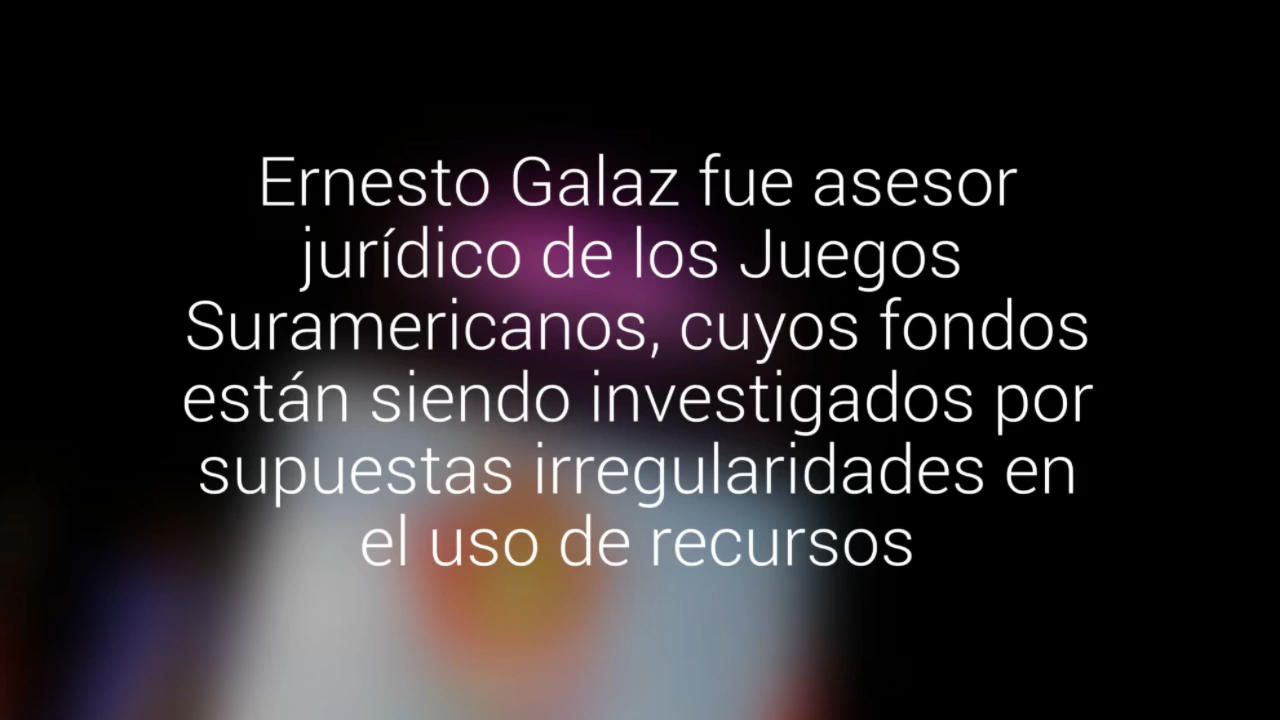 Ernesto Galaz fue asesor
jurídico de los Juegos
Suramericanos, cuyos fondos
están siendo investigados por
supuestas irregularidades en
el uso de recursos